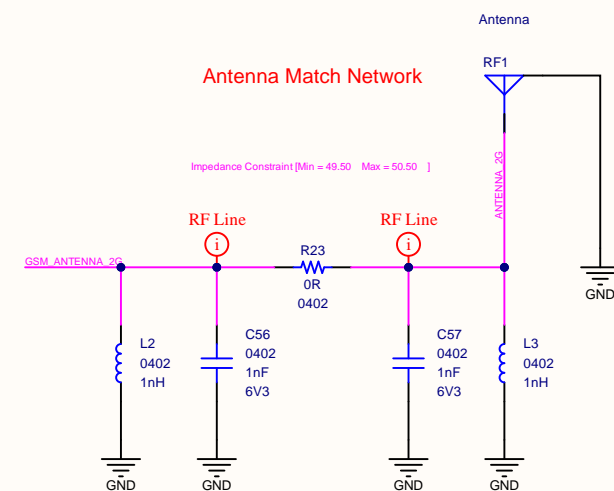 Antenna
RF1
Antenna Match Network
ANTENNA_2G
Impedance Constraint [Min = 49.50 Max = 50.50 ]
RF Line
RF Line
i
i
R23
GSM_ANTENNA_2G
0R
0402
GND
L2
0402
1nH
C56
0402
1nF
6V3
C57
0402
1nF
6V3
L3
0402
1nH
GND
GND
GND
GND